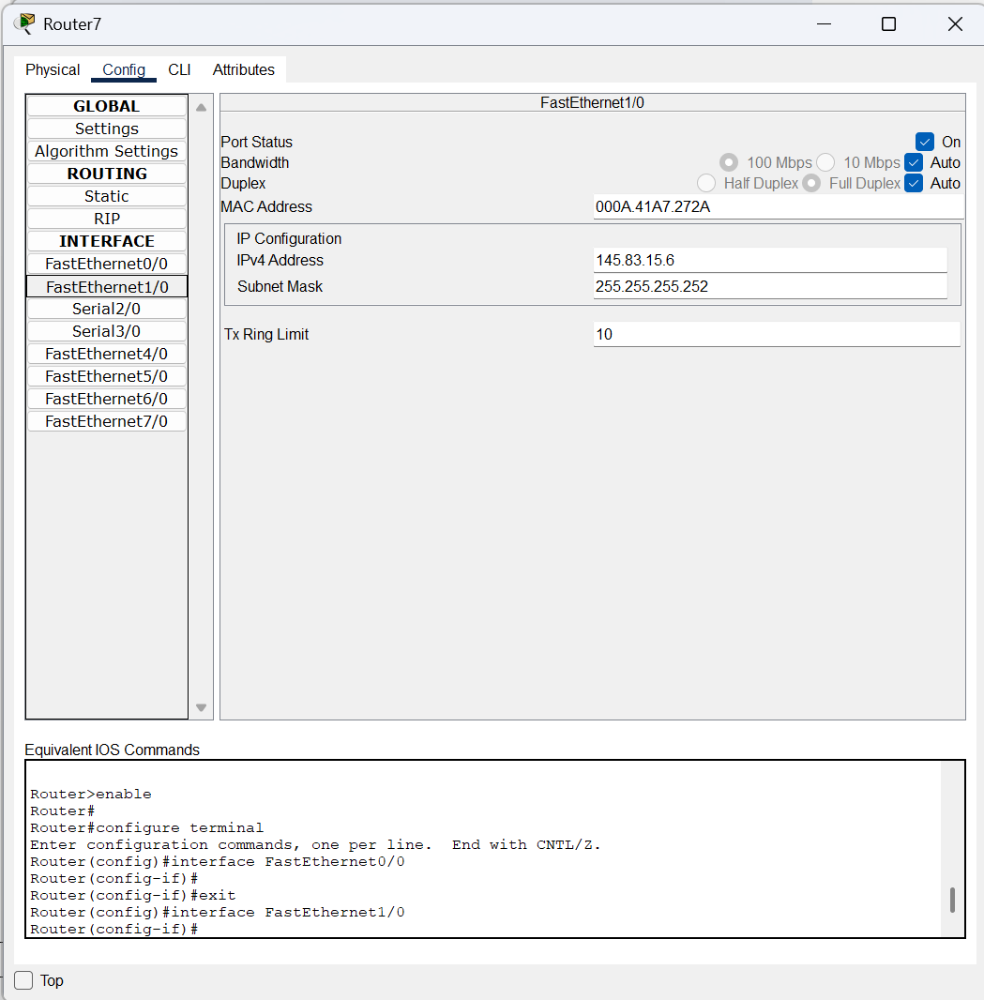 Router7
Physical Config CLI Attributes
GLOBAL
Settings
Algorithm Settings
ROUTING
Static
RIP
INTERFACE
FastEthernet0/0
FastEthernet1/0
Serial2/0
Serial3/0
FastEthernet4/0
FastEthernet5/0
FastEthernet6/0
FastEthernet7/0
FastEthernet1/0
Port Status On
Bandwidth 100 Mbps 10 Mbps Auto
Duplex Half Duplex Full Duplex Auto
MAC Address 000A.41A7.272A
IP Configuration
IPv4 Address 145.83.15.6
Subnet Mask 255.255.255.252
Tx Ring Limit 10
Equivalent IOS Commands
Router>enable
Router#
Router#configure terminal
Enter configuration commands, one per line.  End with CNTL/Z.
Router(config)#interface FastEthernet0/0
Router(config-if)#
Router(config-if)#exit
Router(config)#interface FastEthernet1/0
Router(config-if)#
Top